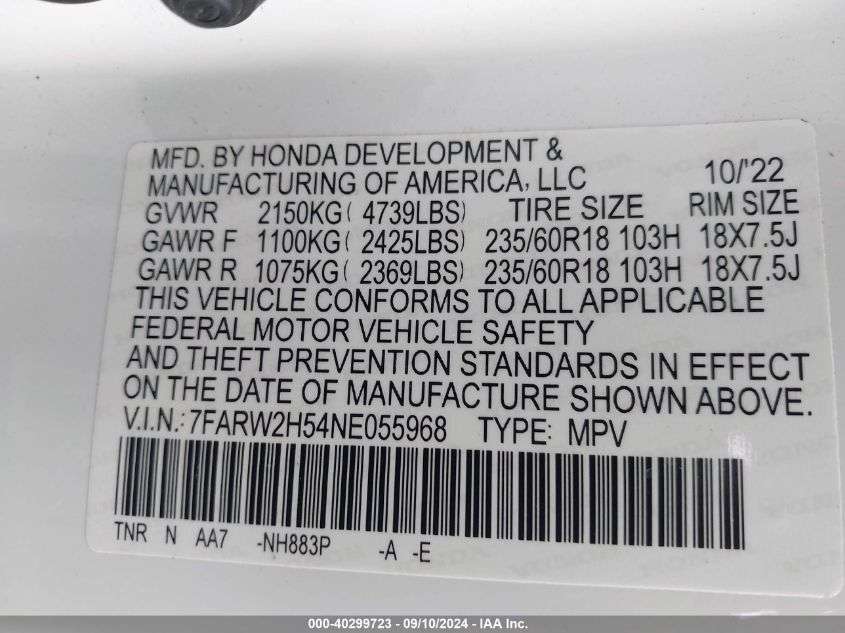 MFD. BY HONDA DEVELOPMENT &
MANUFACTURING OF AMERICA, LLC 10/'22
GVWR 2150KG( 4739LBS) TIRE SIZE RIM SIZE
GAWR F 1100KG( 2425LBS) 235/60R18 103H 18X7.5J
GAWR R 1075KG( 2369LBS) 235/60R18 103H 18X7.5J
THIS VEHICLE CONFORMS TO ALL APPLICABLE
FEDERAL MOTOR VEHICLE SAFETY
AND THEFT PREVENTION STANDARDS IN EFFECT
ON THE DATE OF MANUFACTURE SHOWN ABOVE.
V.I.N.: 7FARW2H54NE055968 TYPE: MPV
TNR N AA7 -NH883P -A -E
000-40299723 - 09/10/2024 - IAA Inc.